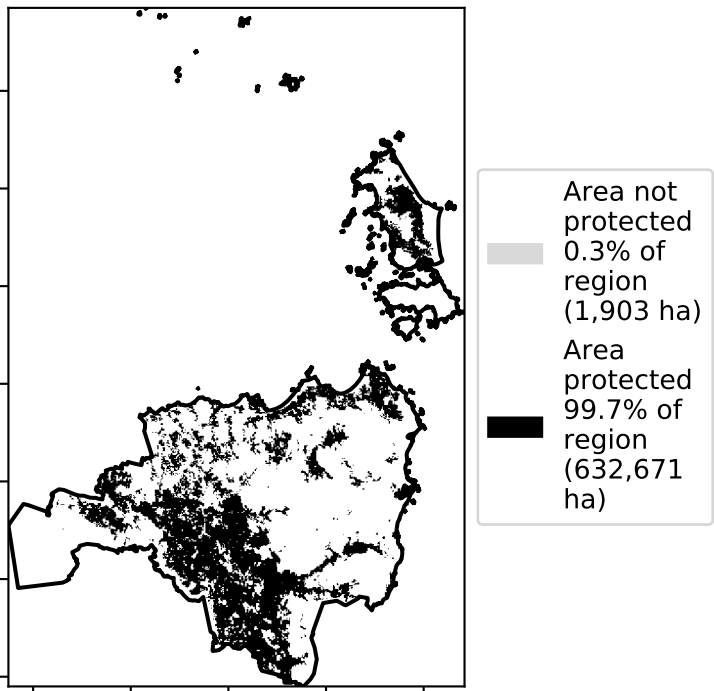 Area not
protected
0.3% of
region
(1,903 ha)
Area
protected
99.7% of
region
(632,671
ha)